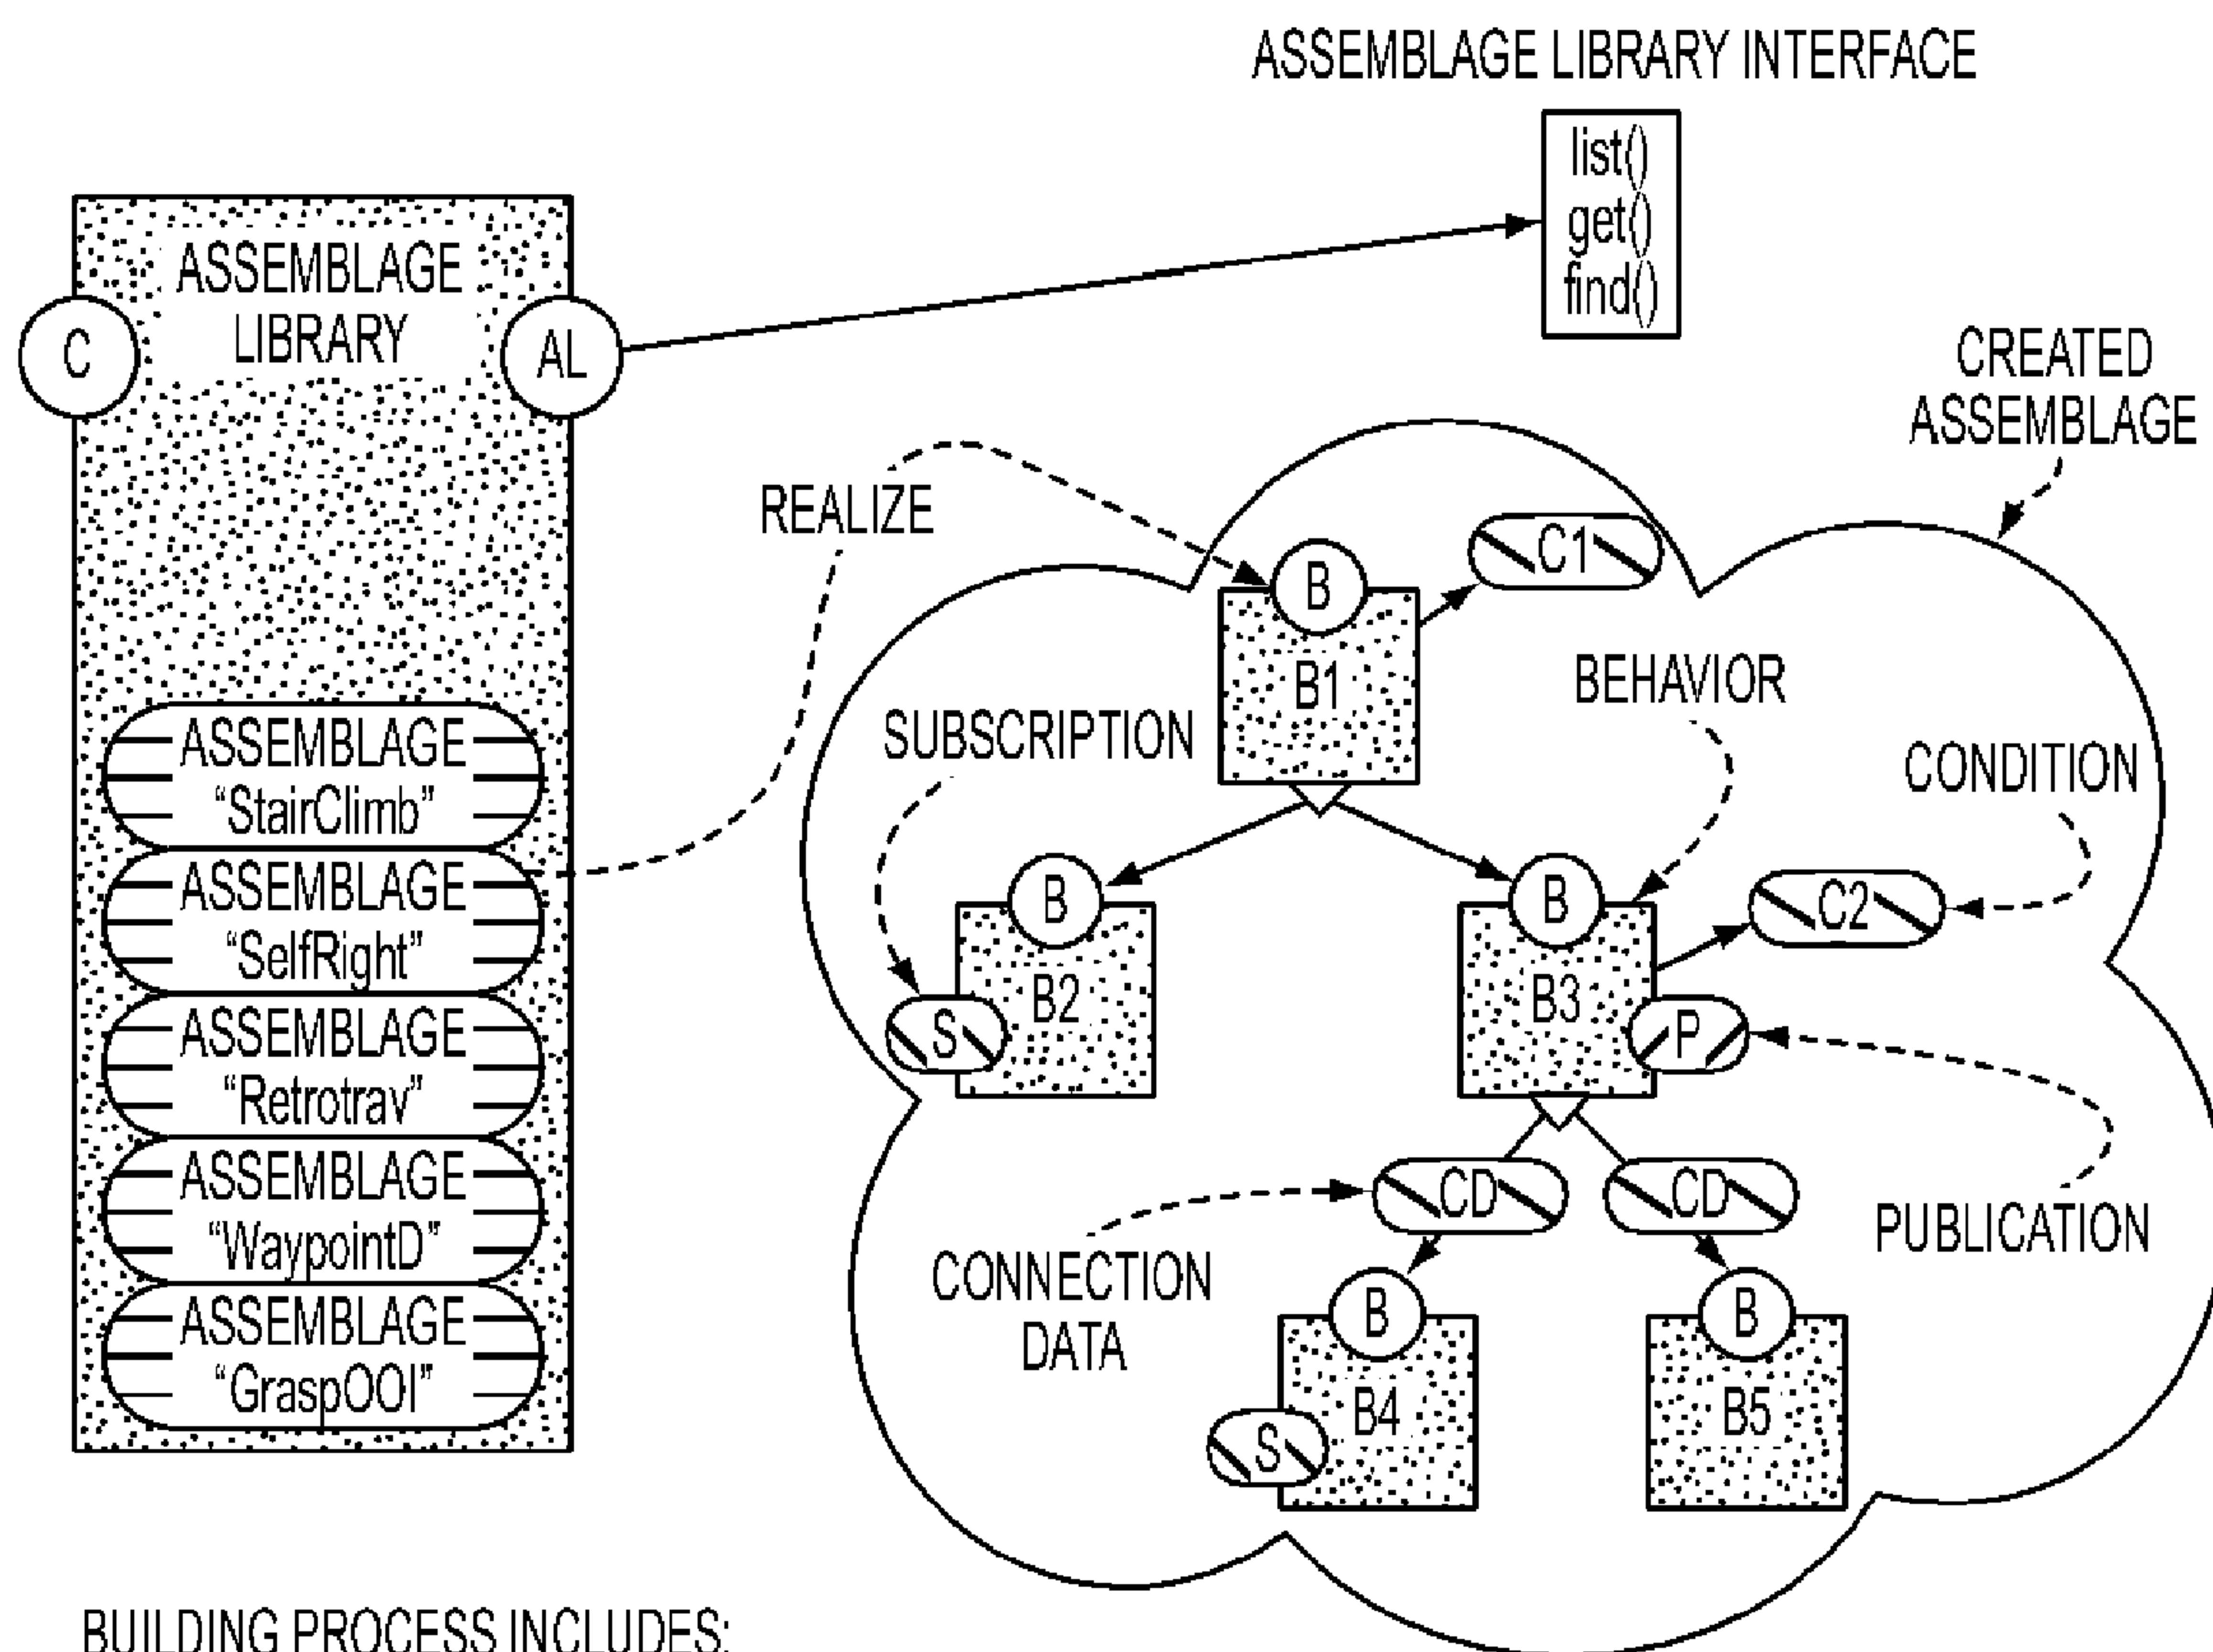 ASSEMBLAGE LIBRARY INTERFACE
list()
get()
find()
ASSEMBLAGE
LIBRARY
C
AL
CREATED
ASSEMBLAGE
REALIZE
C1
B
B1
BEHAVIOR
SUBSCRIPTION
CONDITION
ASSEMBLAGE
“StairClimb”
ASSEMBLAGE
“SelfRight”
ASSEMBLAGE
“Retrotrav”
ASSEMBLAGE
“WaypointD”
ASSEMBLAGE
“GraspOOI”
B
B2
S
B
B3
C2
P
CD
CD
PUBLICATION
CONNECTION
DATA
B
B4
S
B
B5
BUILDING PROCESS INCLUDES: